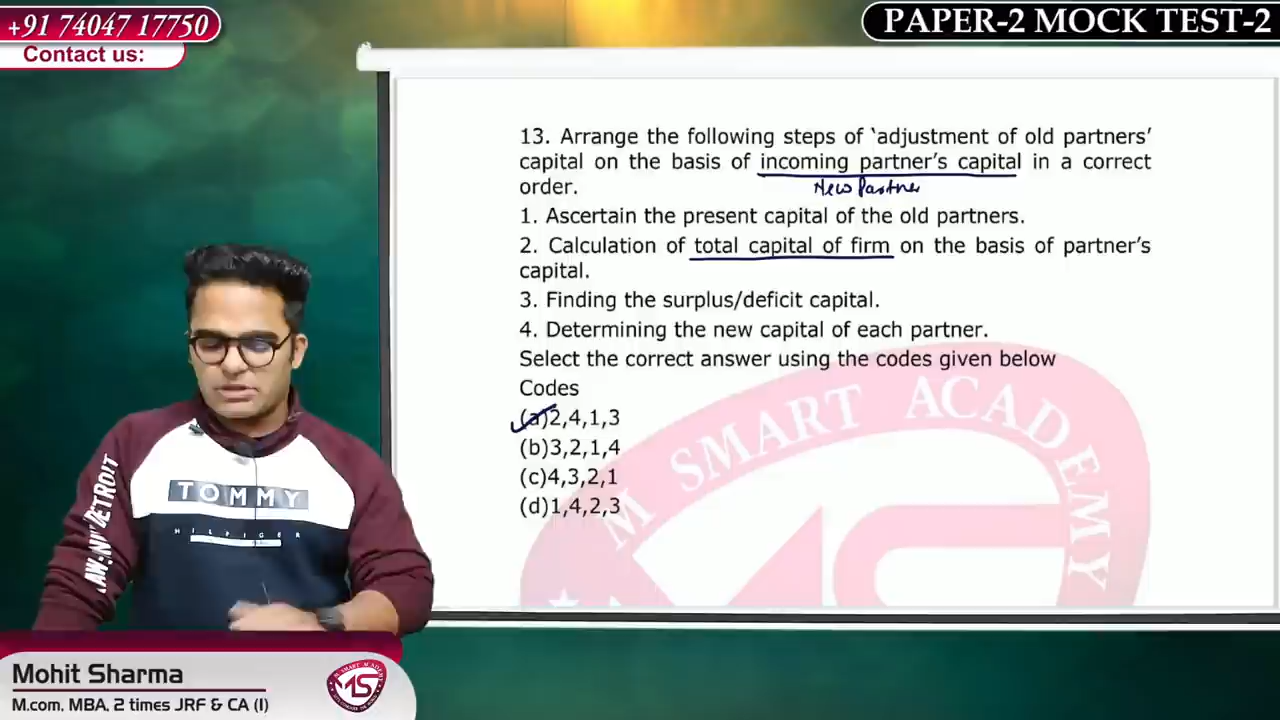 +91 74047 17750
Contact us:
PAPER-2 MOCK TEST-2
13. Arrange the following steps of ‘adjustment of old partners’
capital on the basis of incoming partner’s capital in a correct
order.
New Partner
1. Ascertain the present capital of the old partners.
2. Calculation of total capital of firm on the basis of partner’s
capital.
3. Finding the surplus/deficit capital.
4. Determining the new capital of each partner.
Select the correct answer using the codes given below
Codes
(a)2,4,1,3
(b)3,2,1,4
(c)4,3,2,1
(d)1,4,2,3
M SMART ACADEMY
TOMMY
HILFIGER
DETROIT
Mohit Sharma
M.com, MBA, 2 times JRF & CA (I)
MS